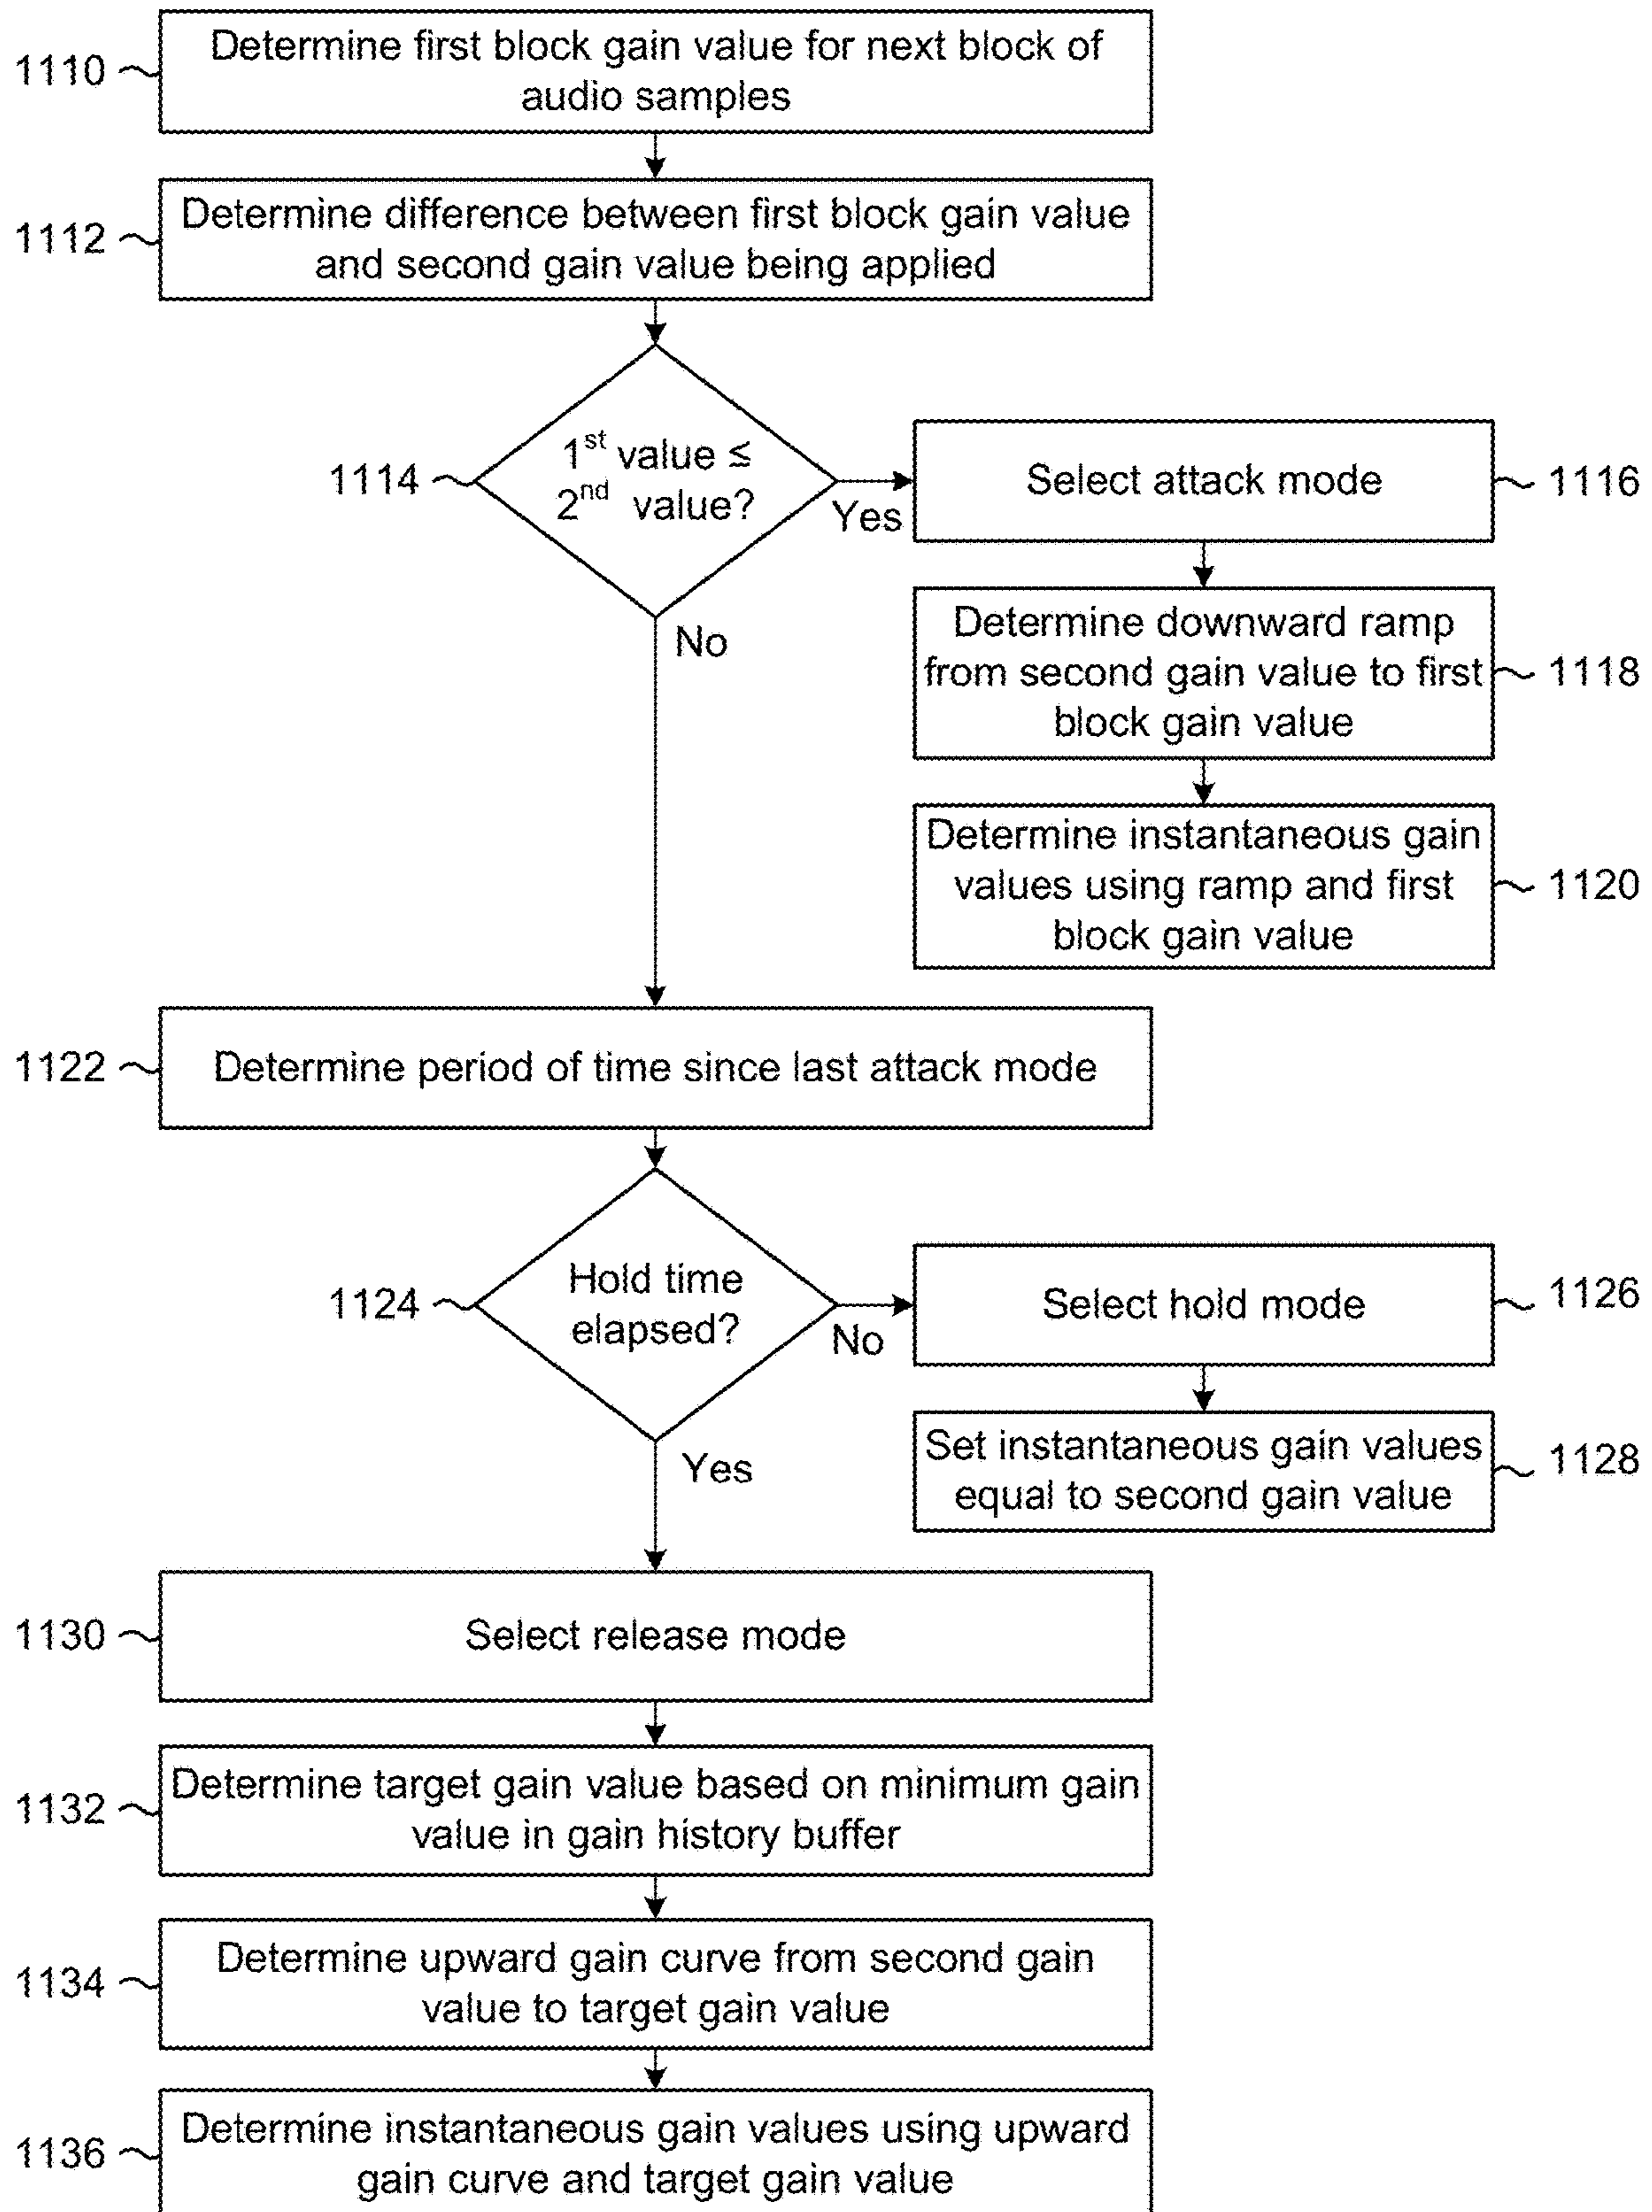 1110
Determine first block gain value for next block of
audio samples
1112
Determine difference between first block gain value
and second gain value being applied
1114
1st value ≤
2nd value?
Yes
No
Select attack mode
1116
Determine downward ramp
from second gain value to first
block gain value
1118
Determine instantaneous gain
values using ramp and first
block gain value
1120
1122
Determine period of time since last attack mode
1124
Hold time
elapsed?
No
Yes
Select hold mode
1126
Set instantaneous gain values
equal to second gain value
1128
1130
Select release mode
1132
Determine target gain value based on minimum gain
value in gain history buffer
1134
Determine upward gain curve from second gain
value to target gain value
1136
Determine instantaneous gain values using upward
gain curve and target gain value